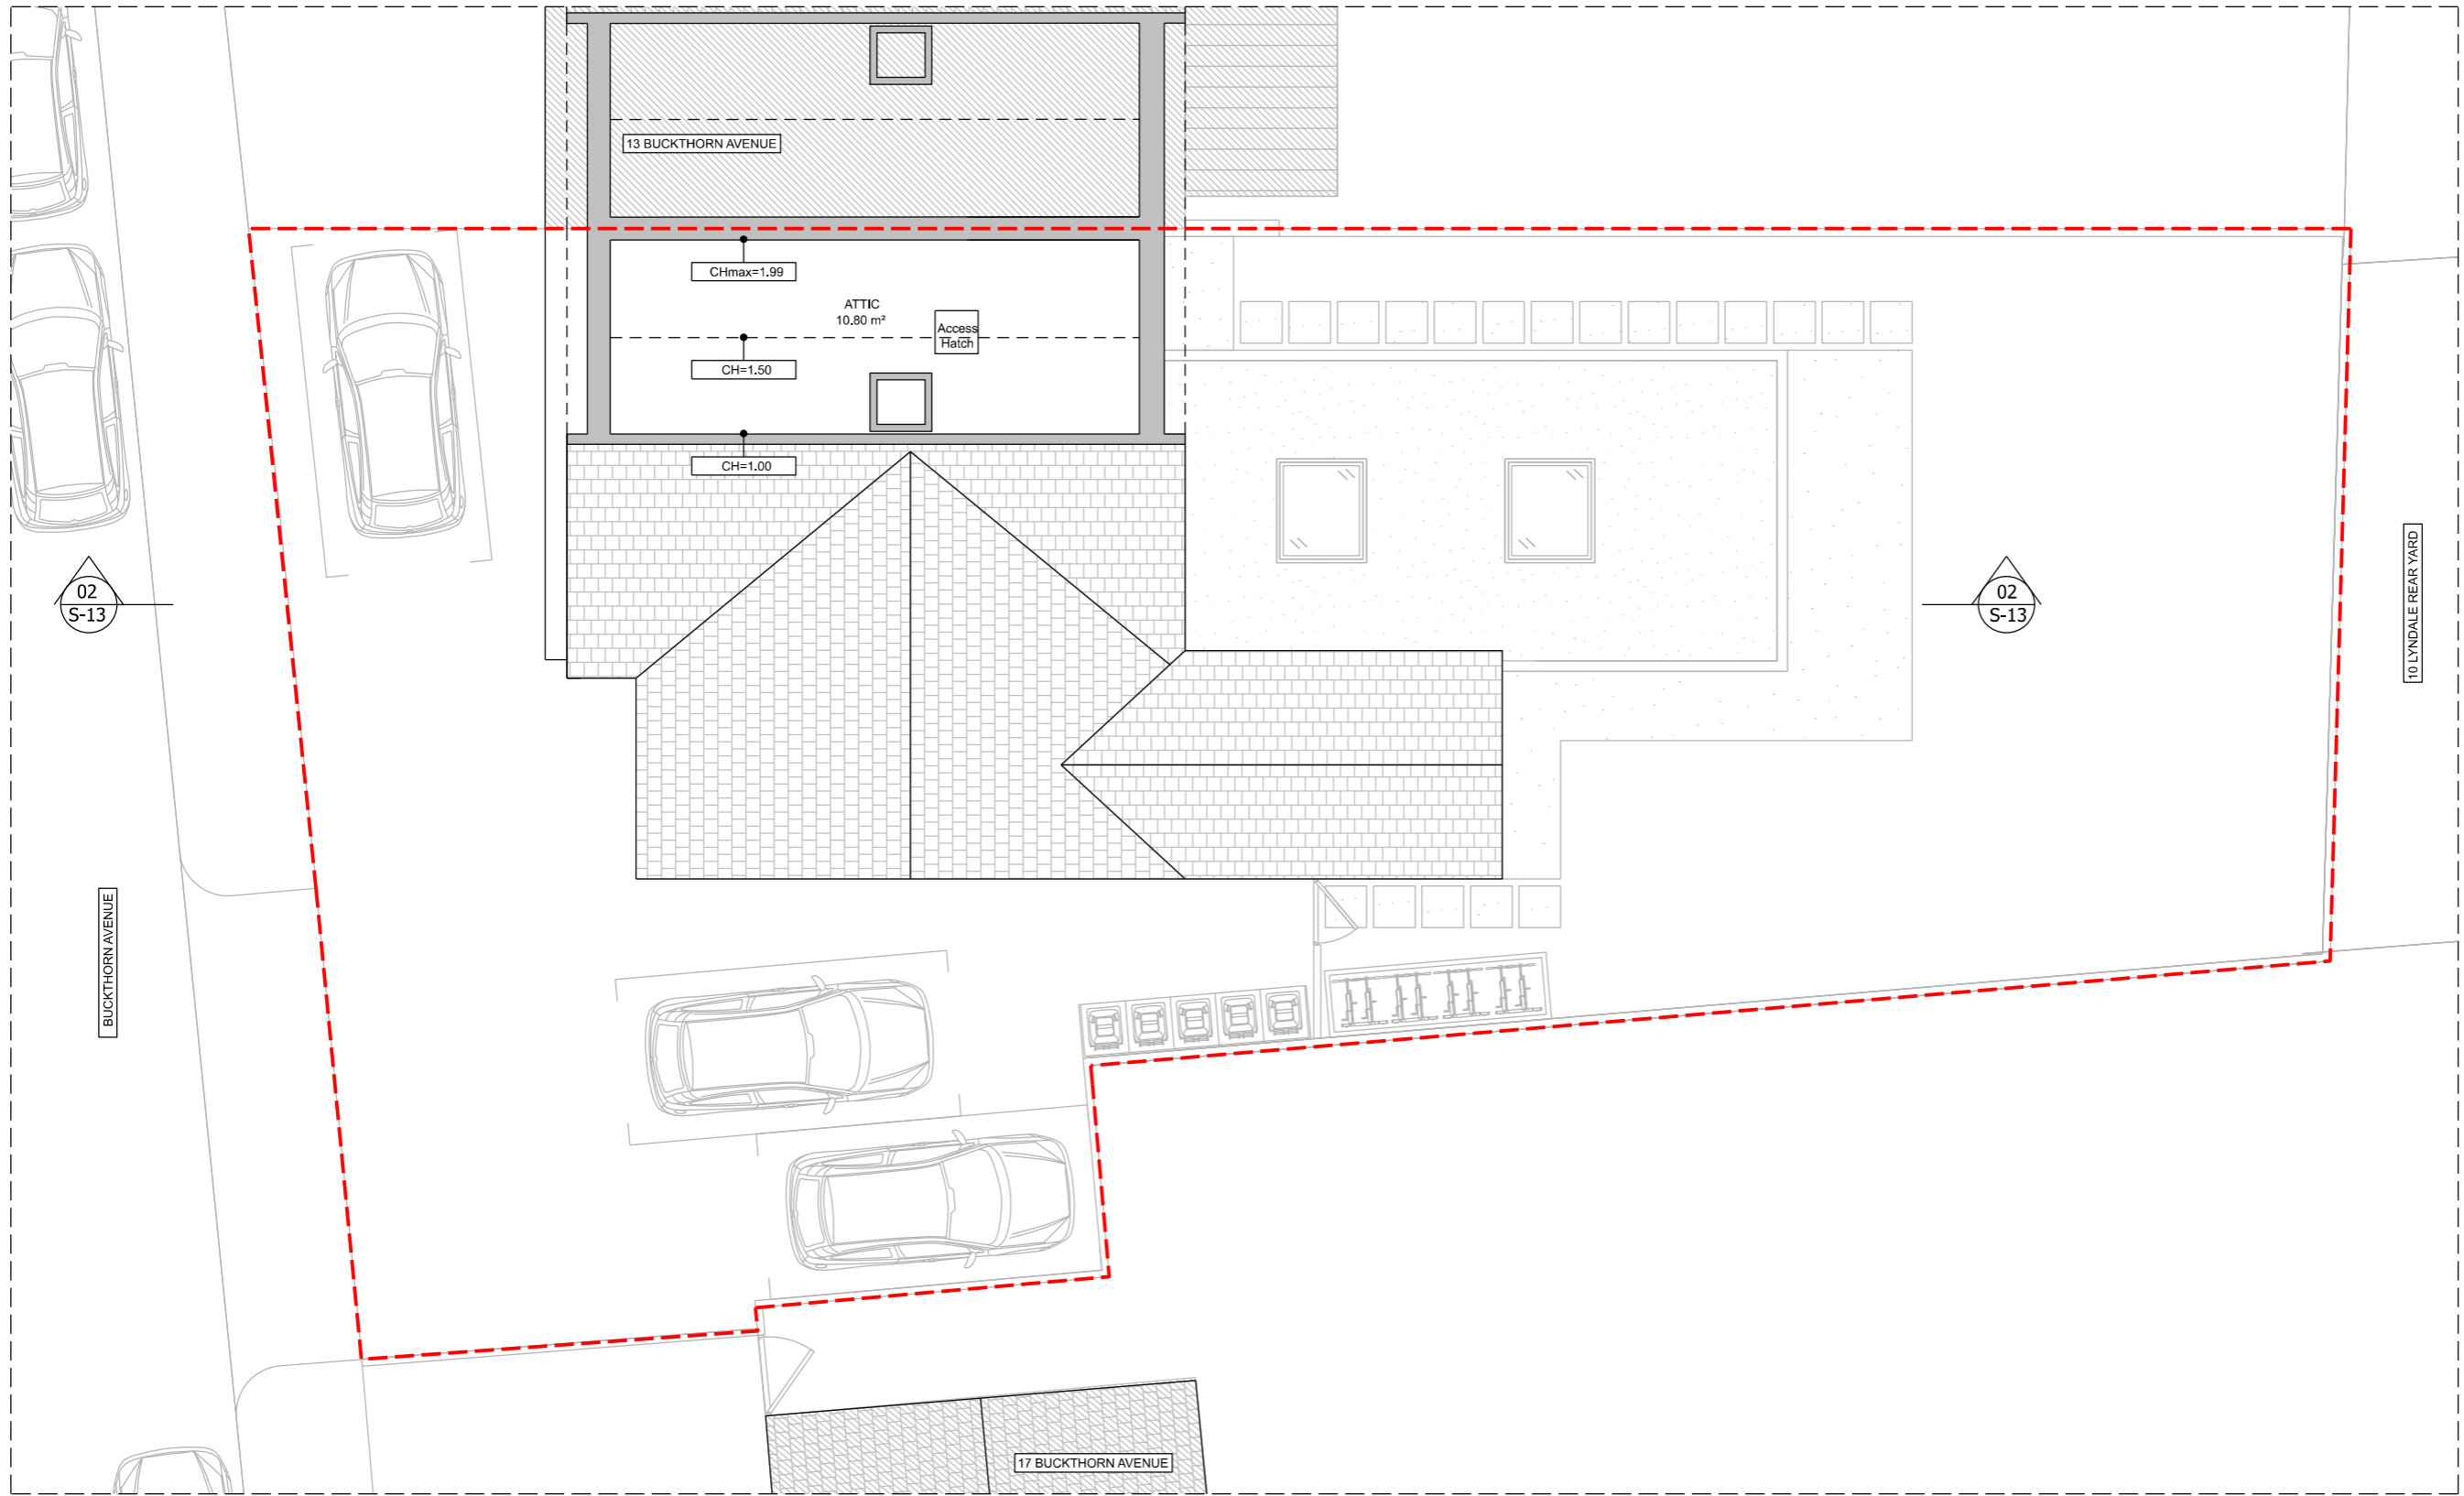 13 BUCKTHORN AVENUE
CHmax=1.99
ATTIC
10.80 m²
Access
Hatch
CH=1.50
CH=1.00
02
S-13
02
S-13
10 LYNDALE REAR YARD
BUCKTHORN AVENUE
17 BUCKTHORN AVENUE